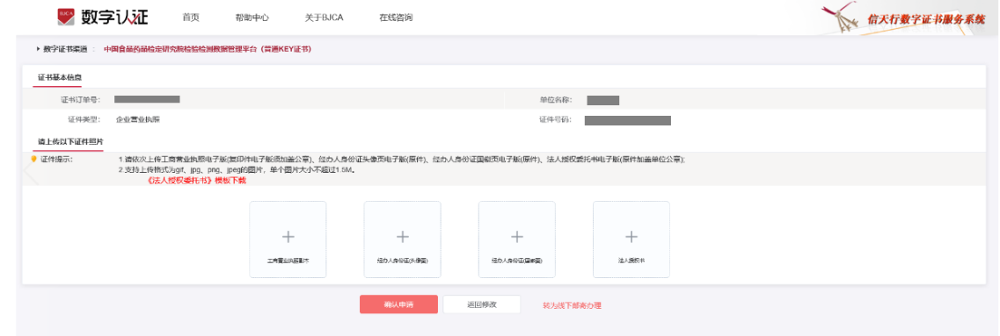 BJCA 数字认证 首页 帮助中心 关于BJCA 在线咨询 信天行数字证书服务系统
数字证书渠道 : 中国食品药品检定研究院检验检测数据管理平台（普通KEY证书）
证书基本信息
证书订单号: 单位名称:
证件类型: 企业营业执照 证件号码:
请上传以下证件照片
证件提示: 1.请依次上传工商营业执照电子版(复印件电子版须加盖公章)、经办人身份证头像页电子版(原件)、经办人身份证国徽页电子版(原件)、法人授权委托书电子版(原件加盖单位公章);
2.支持上传格式为gif、jpg、png、jpeg的图片，单个图片大小不超过1.5M。
《法人授权委托书》模板下载
工商营业执照副本 经办人身份证(头像面) 经办人身份证(国徽面) 法人授权书
确认申请 返回修改 转为线下邮寄办理